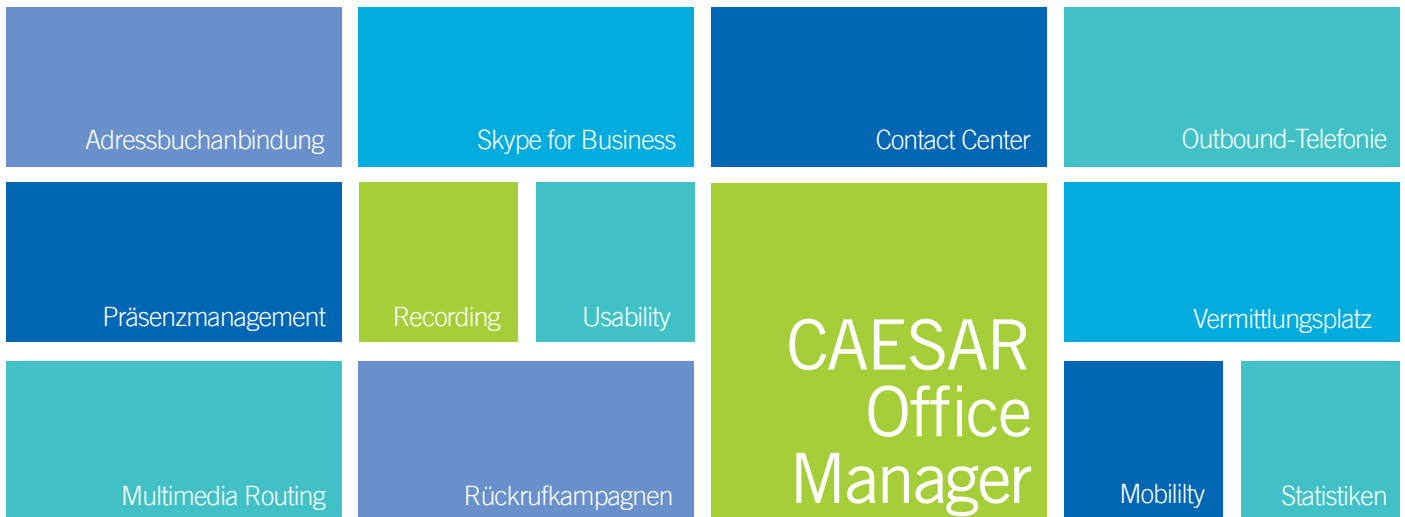 Adressbuchanbindung
Skype for Business
Contact Center
Outbound-Telefonie
Präsenzmanagement
Recording
Usability
CAESAR
Office
Manager
Vermittlungsplatz
Multimedia Routing
Rückrufkampagnen
Mobililty
Statistiken